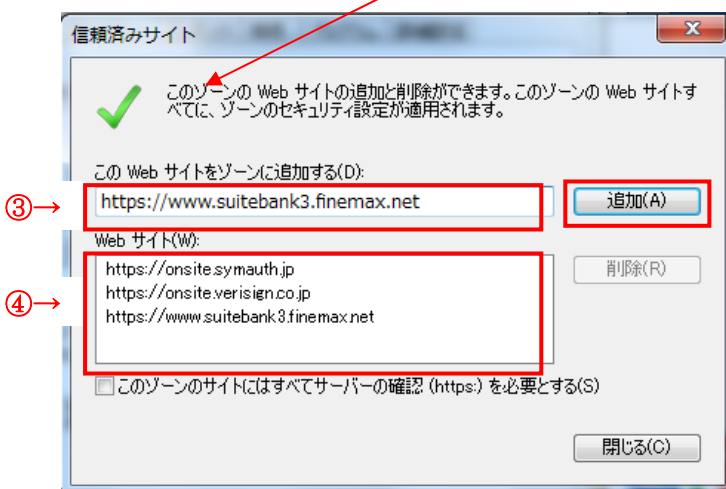 信頼済みサイト
このゾーンの Web サイトの追加と削除ができます。このゾーンの Web サイトす
べてに、ゾーンのセキュリティ設定が適用されます。
この Web サイトをゾーンに追加する(D):
③→ https://www.suitebank3.finemax.net 追加(A)
Web サイト(W):
https://onsite.symauth.jp 削除(R)
④→ https://onsite.verisign.co.jp
https://www.suitebank3.finemax.net
このゾーンのサイトにはすべてサーバーの確認 (https:) を必要とする(S)
閉じる(C)